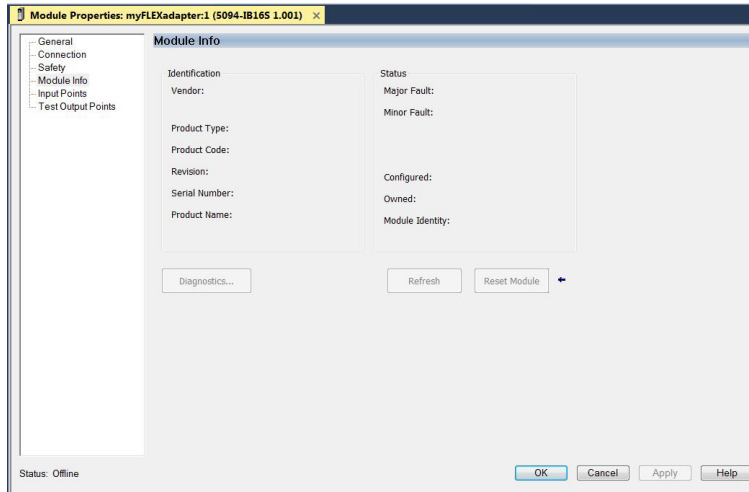 Module Properties: myFLEXadapter:1 (5094-IB16S 1.001) ×
General
Connection
Safety
Module Info
Input Points
Test Output Points
Module Info
Identification
Vendor:
Product Type:
Product Code:
Revision:
Serial Number:
Product Name:
Status
Major Fault:
Minor Fault:
Configured:
Owned:
Module Identity:
Diagnostics...
Refresh
Reset Module
Status: Offline
OK
Cancel
Apply
Help